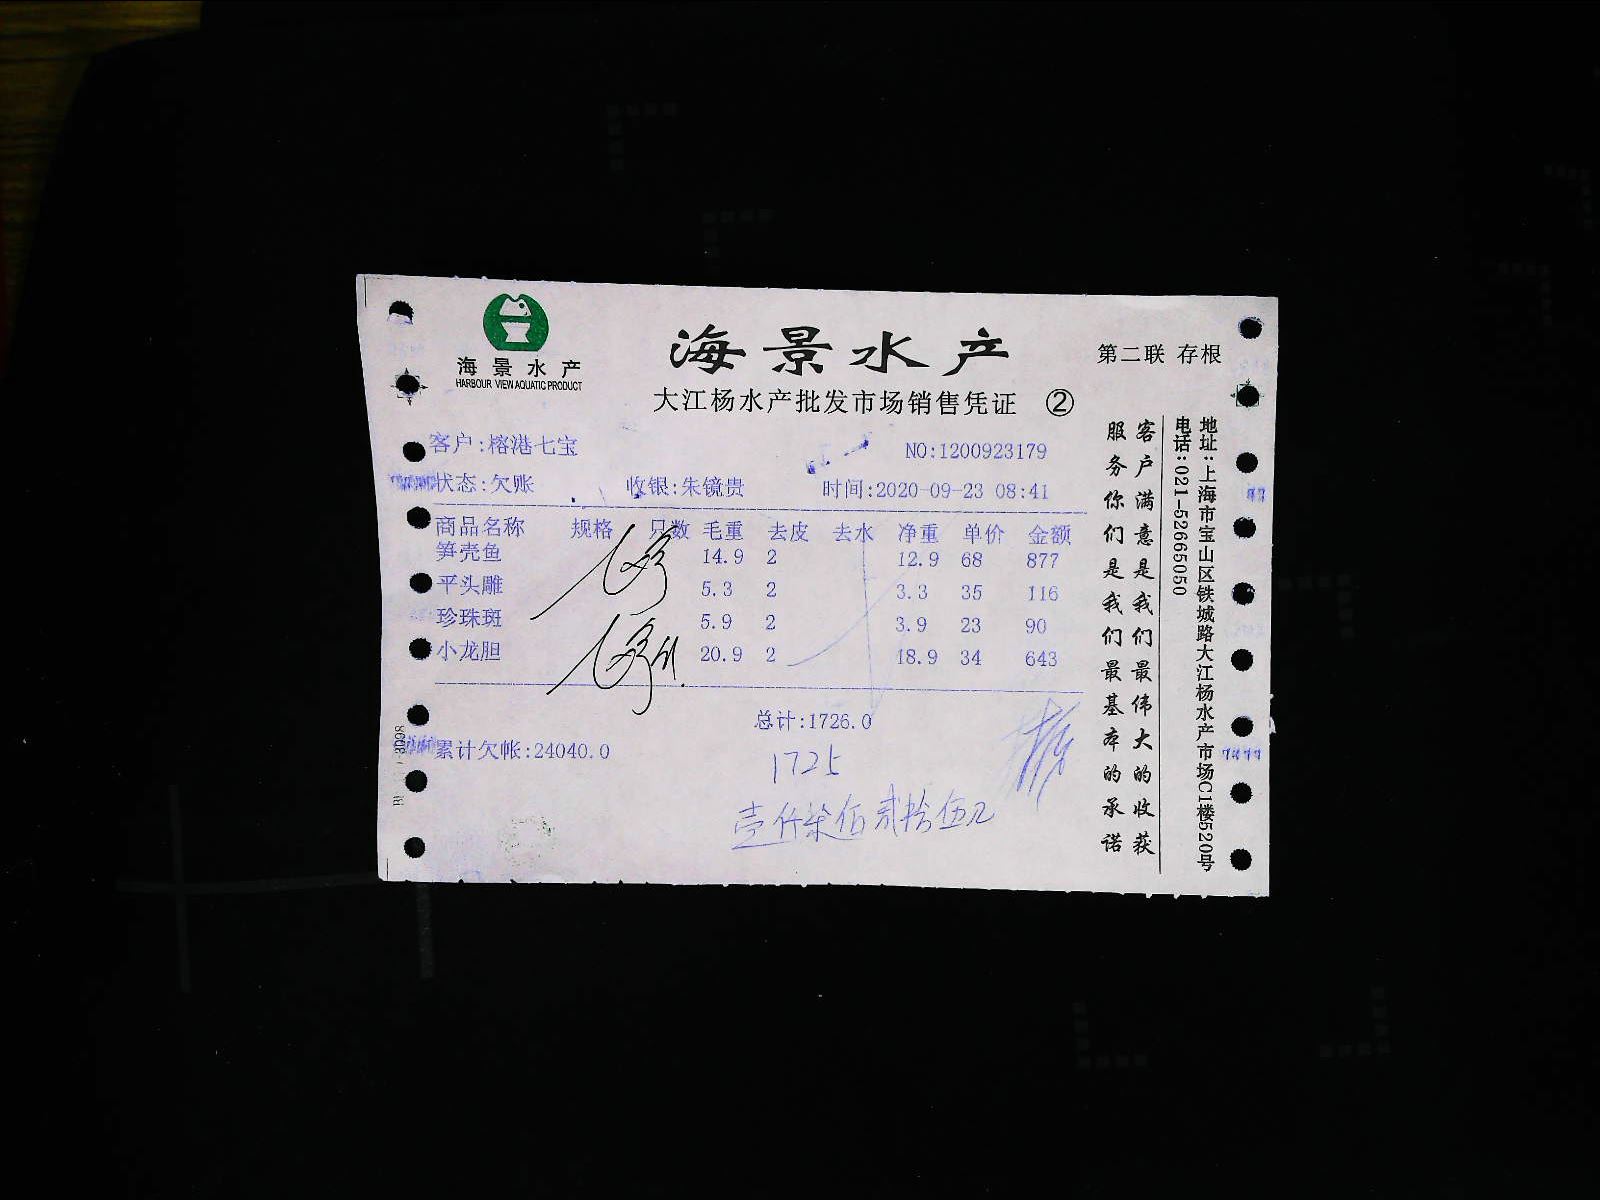 海景水产
HARBOUR VIEW AQUATIC PRODUCT
海景水产
第二联 存根
大江杨水产批发市场销售凭证 ②
客户:榕港七宝 NO:1200923179
状态:欠账 收银:朱镜贵 时间:2020-09-23 08:41
商品名称 规格 只数 毛重 去皮 去水 净重 单价 金额
笋壳鱼 14.9 2 12.9 68 877
平头雕 5.3 2 3.3 35 116
珍珠斑 5.9 2 3.9 23 90
小龙胆 20.9 2 18.9 34 643
总计:1726.0
累计欠帐:24040.0
1725
壹仟柒佰贰拾伍元
客户满意是我们最伟大的收获
服务你们是我们最基本的承诺
地址:上海市宝山区铁城路大江杨水产市场C1楼520号
电话:021-52665050